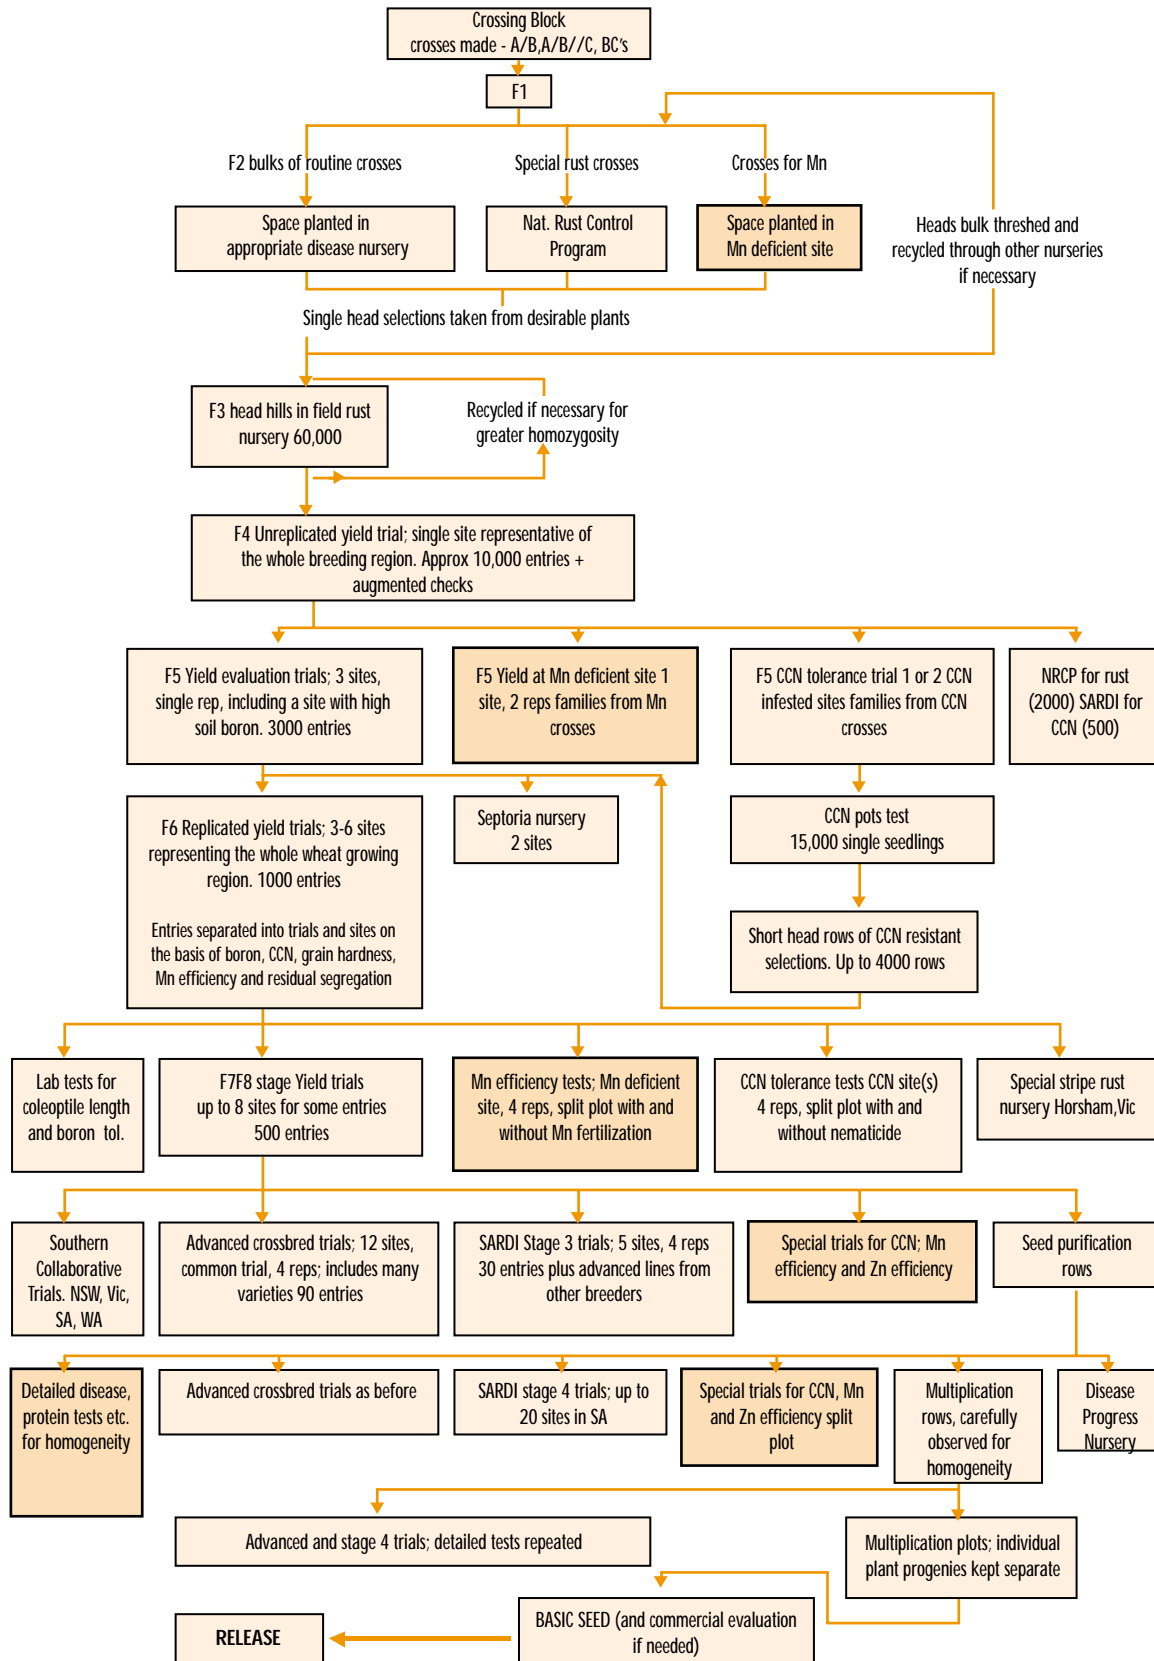 Crossing Block
crosses made - A/B,A/B//C, BC's
F1
F2 bulks of routine crosses
Special rust crosses
Crosses for Mn
Space planted in
appropriate disease nursery
Nat. Rust Control
Program
Space planted in
Mn deficient site
Heads bulk threshed and
recycled through other nurseries
if necessary
Single head selections taken from desirable plants
F3 head hills in field rust
nursery 60,000
Recycled if necessary for
greater homozygosity
F4 Unreplicated yield trial; single site representative of
the whole breeding region. Approx 10,000 entries +
augmented checks
F5 Yield evaluation trials; 3 sites,
single rep, including a site with high
soil boron. 3000 entries
F5 Yield at Mn deficient site 1
site, 2 reps families from Mn
crosses
F5 CCN tolerance trial 1 or 2 CCN
infested sites families from CCN
crosses
NRCP for rust
(2000) SARDI for
CCN (500)
F6 Replicated yield trials; 3-6 sites
representing the whole wheat growing
region. 1000 entries
Entries separated into trials and sites on
the basis of boron, CCN, grain hardness,
Mn efficiency and residual segregation
Septoria nursery
2 sites
CCN pots test
15,000 single seedlings
Short head rows of CCN resistant
selections. Up to 4000 rows
Lab tests for
coleoptile length
and boron tol.
F7F8 stage Yield trials
up to 8 sites for some entries
500 entries
Mn efficiency tests; Mn deficient
site, 4 reps, split plot with and
without Mn fertilization
CCN tolerance tests CCN site(s)
4 reps, split plot with and
without nematicide
Special stripe rust
nursery Horsham,Vic
Southern
Collaborative
Trials. NSW, Vic,
SA, WA
Advanced crossbred trials; 12 sites,
common trial, 4 reps; includes many
varieties 90 entries
SARDI Stage 3 trials; 5 sites, 4 reps
30 entries plus advanced lines from
other breeders
Special trials for CCN; Mn
efficiency and Zn efficiency
Seed purification
rows
Detailed disease,
protein tests etc.
for homogeneity
Advanced crossbred trials as before
SARDI stage 4 trials; up to
20 sites in SA
Special trials for CCN, Mn
and Zn efficiency split
plot
Multiplication
rows, carefully
observed for
homogeneity
Disease
Progress
Nursery
Advanced and stage 4 trials; detailed tests repeated
Multiplication plots; individual
plant progenies kept separate
BASIC SEED (and commercial evaluation
if needed)
RELEASE